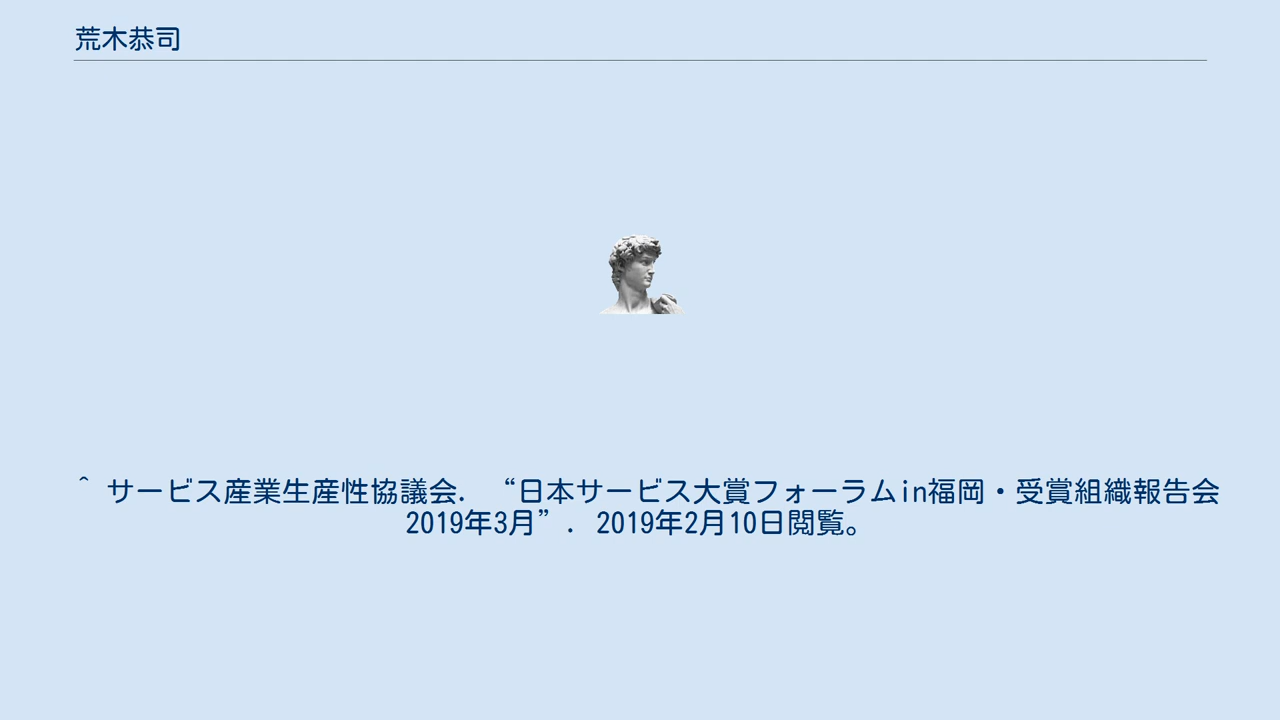 荒木恭司
^ サービス産業生産性協議会. “日本サービス大賞フォーラムin福岡・受賞組織報告会
2019年3月”. 2019年2月10日閲覧。